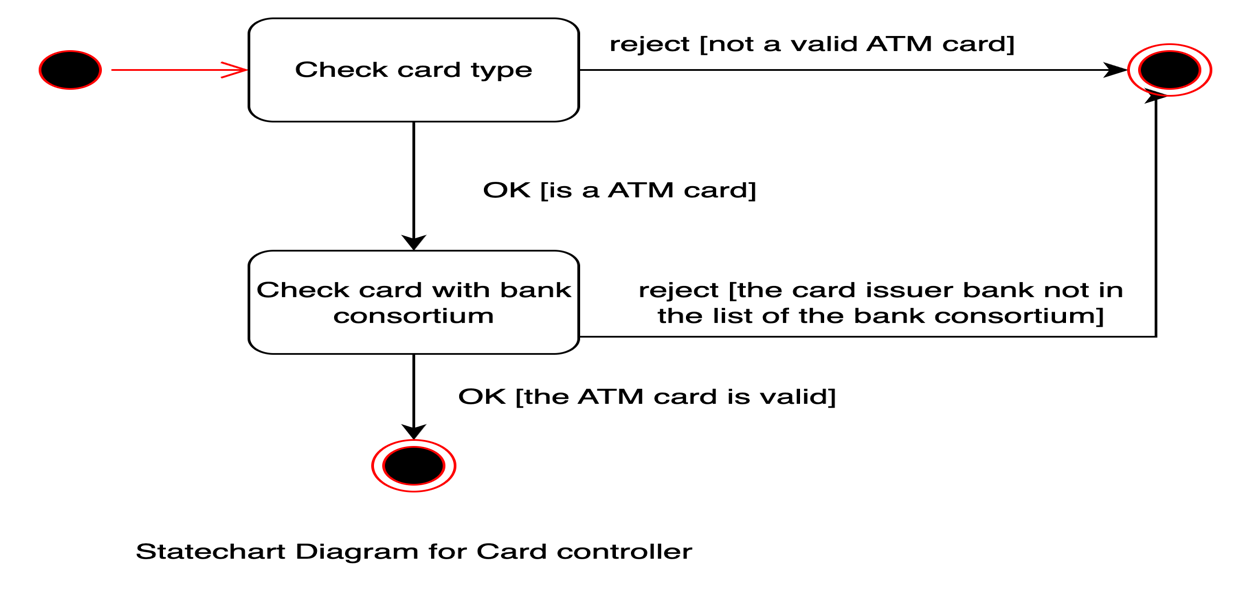 Check card type
reject [not a valid ATM card]
OK [is a ATM card]
Check card with bank
consortium
reject [the card issuer bank not in
the list of the bank consortium]
OK [the ATM card is valid]
Statechart Diagram for Card controller